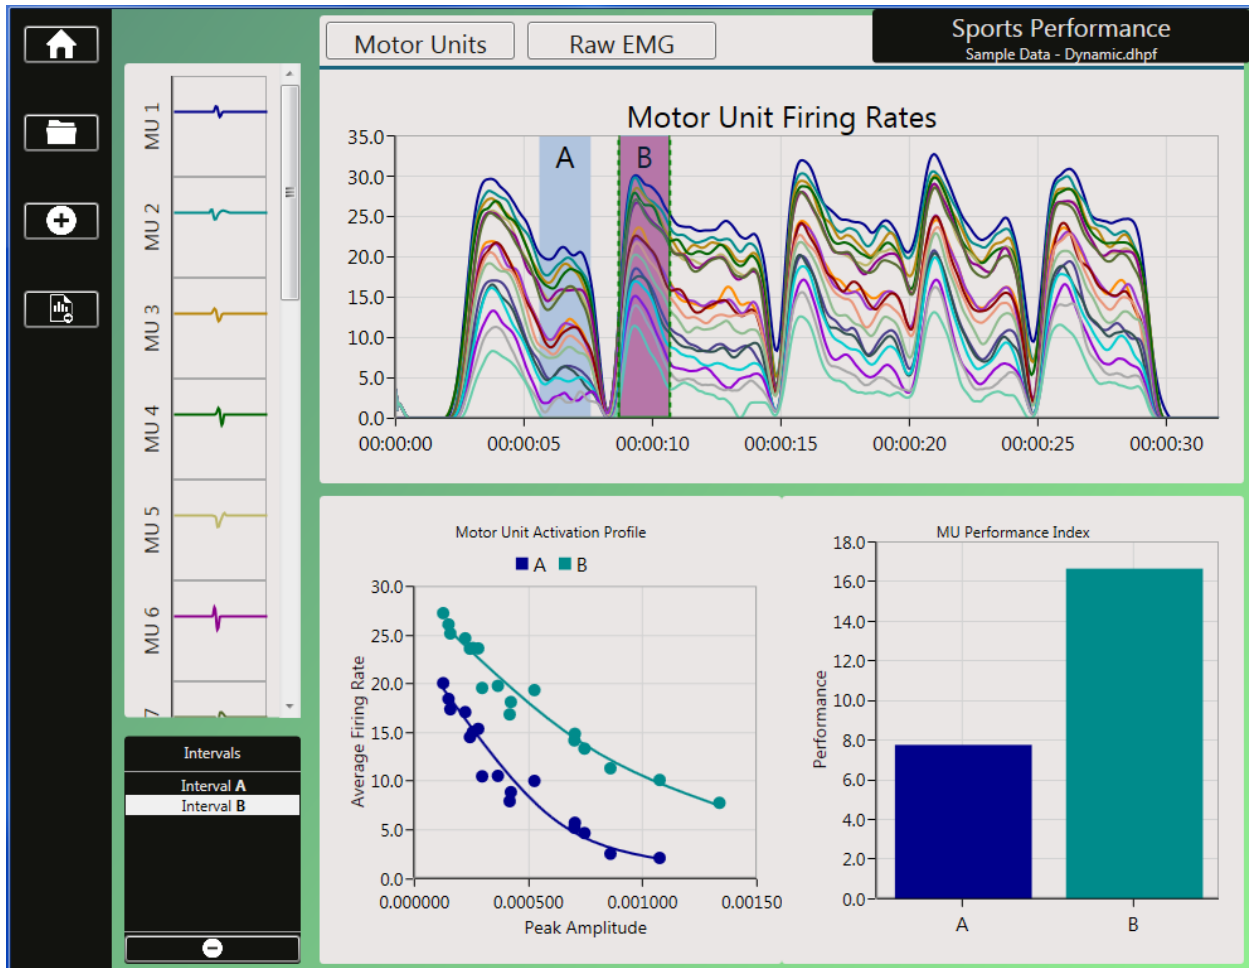 Motor Units
Raw EMG
Sports Performance
Sample Data - Dynamic.dhpf
MU 1
MU 2
MU 3
MU 4
MU 5
MU 6
7
Motor Unit Firing Rates
A
B
35.0
30.0
25.0
20.0
15.0
10.0
5.0
0.0
00:00:00
00:00:05
00:00:10
00:00:15
00:00:20
00:00:25
00:00:30
Intervals
Interval A
Interval B
Motor Unit Activation Profile
A
B
Average Firing Rate
30.0
25.0
20.0
15.0
10.0
5.0
0.0
0.000000
0.000500
0.001000
0.00150
Peak Amplitude
MU Performance Index
Performance
18.0
16.0
14.0
12.0
10.0
8.0
6.0
4.0
2.0
0.0
A
B